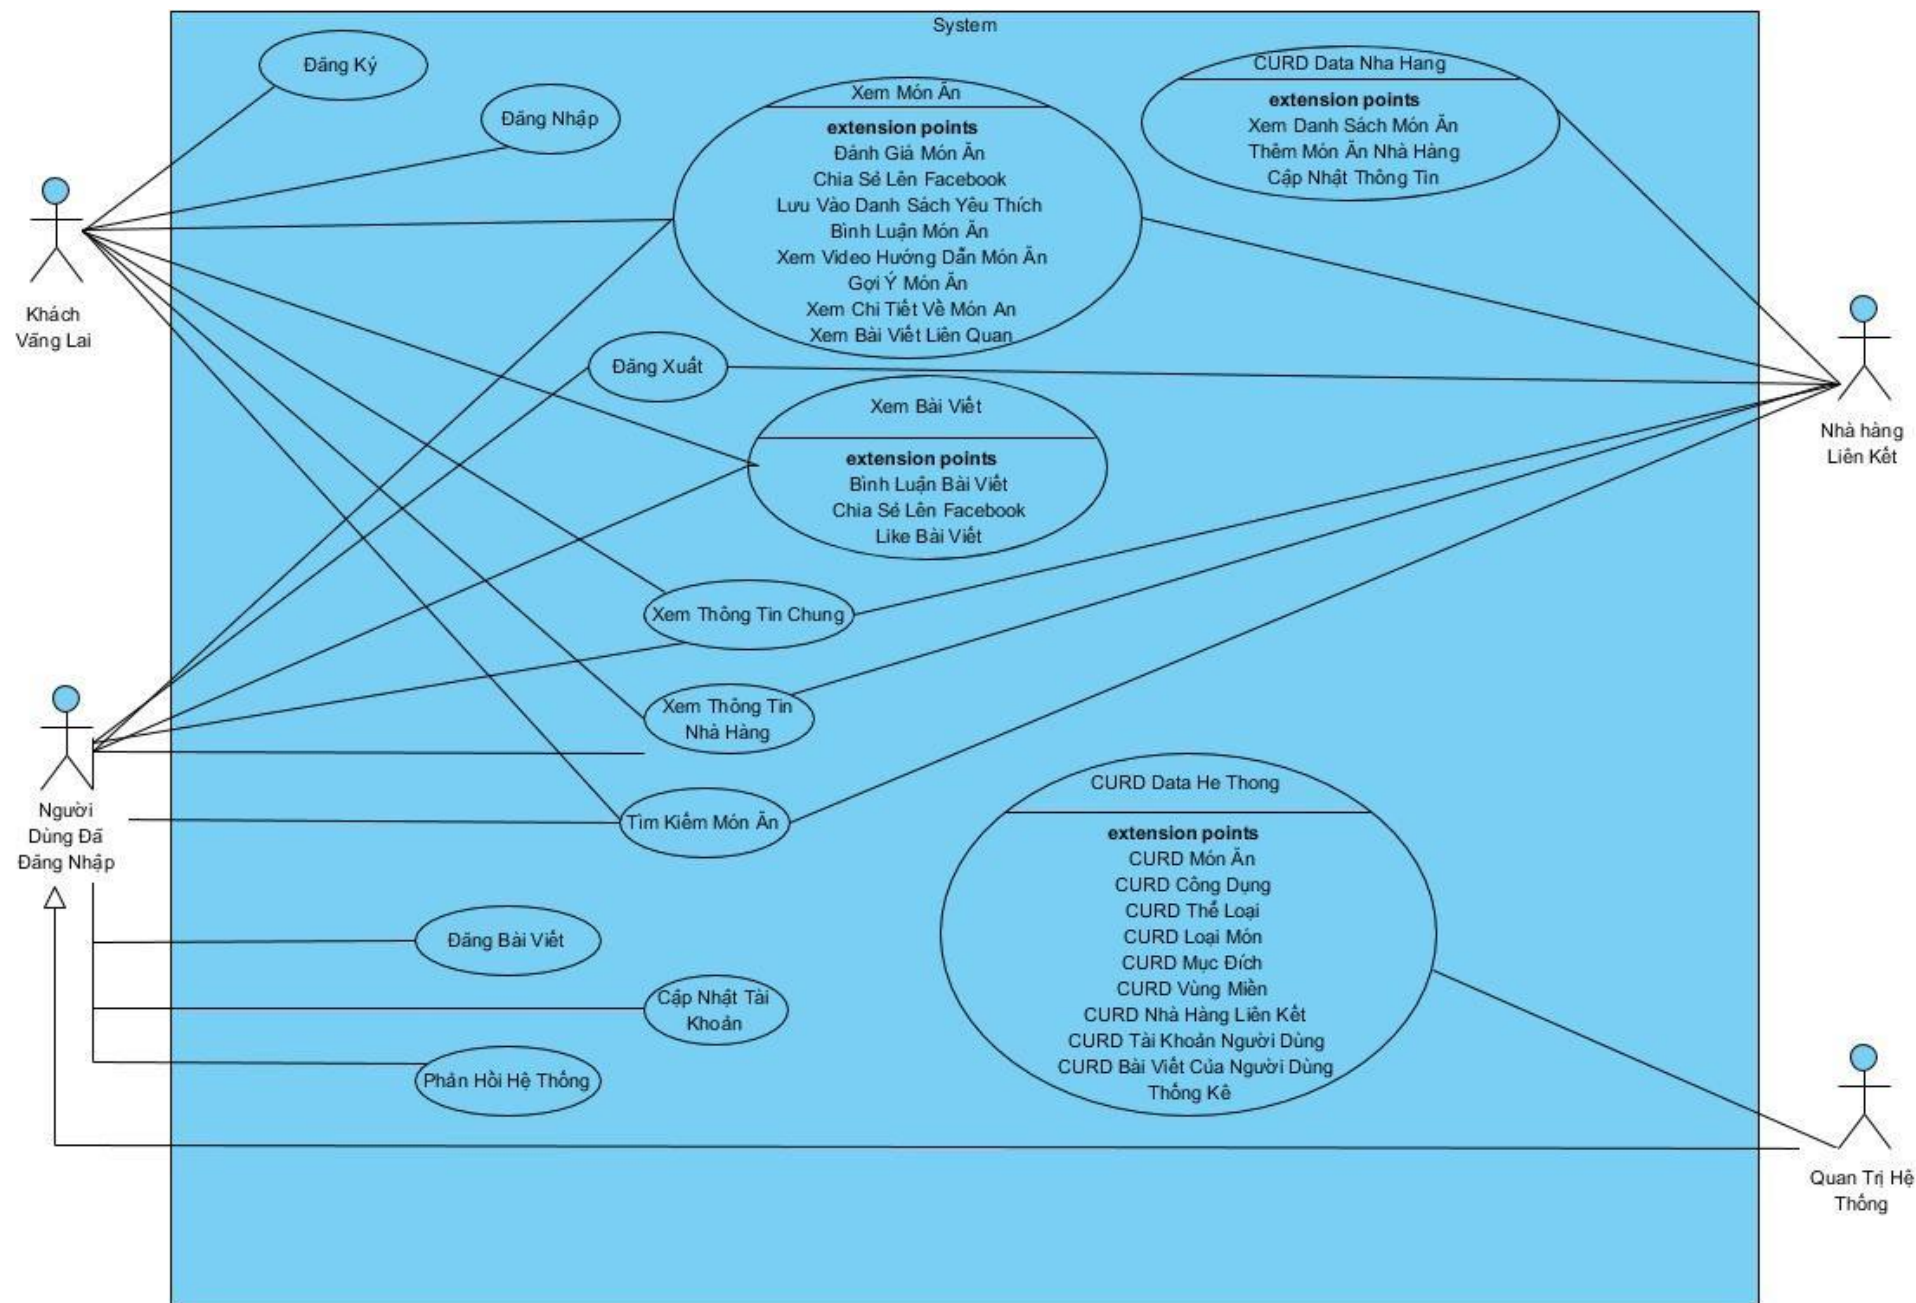 System
Đăng Ký
Đăng Nhập
Xem Món Ăn
extension points
Đánh Giá Món Ăn
Chia Sẻ Lên Facebook
Lưu Vào Danh Sách Yêu Thích
Bình Luận Món Ăn
Xem Video Hướng Dẫn Món Ăn
Gợi Ý Món Ăn
Xem Chi Tiết Về Món An
Xem Bài Viết Liên Quan
CURD Data Nha Hang
extension points
Xem Danh Sách Món Ăn
Thêm Món Ăn Nhà Hàng
Cập Nhật Thông Tin
Khách
Vãng Lai
Đăng Xuất
Xem Bài Viết
extension points
Bình Luận Bài Viết
Chia Sẻ Lên Facebook
Like Bài Viết
Nhà hàng
Liên Kết
Xem Thông Tin Chung
Xem Thông Tin
Nhà Hàng
Tìm Kiếm Món Ăn
Người
Dùng Đã
Đăng Nhập
CURD Data He Thong
extension points
CURD Món Ăn
CURD Công Dụng
CURD Thể Loại
CURD Loại Món
CURD Mục Đích
CURD Vùng Miền
CURD Nhà Hàng Liên Kết
CURD Tài Khoản Người Dùng
CURD Bài Viết Của Người Dùng
Thống Kê
Đăng Bài Viết
Cập Nhật Tài
Khoản
Phản Hồi Hệ Thống
Quan Trị Hệ
Thống